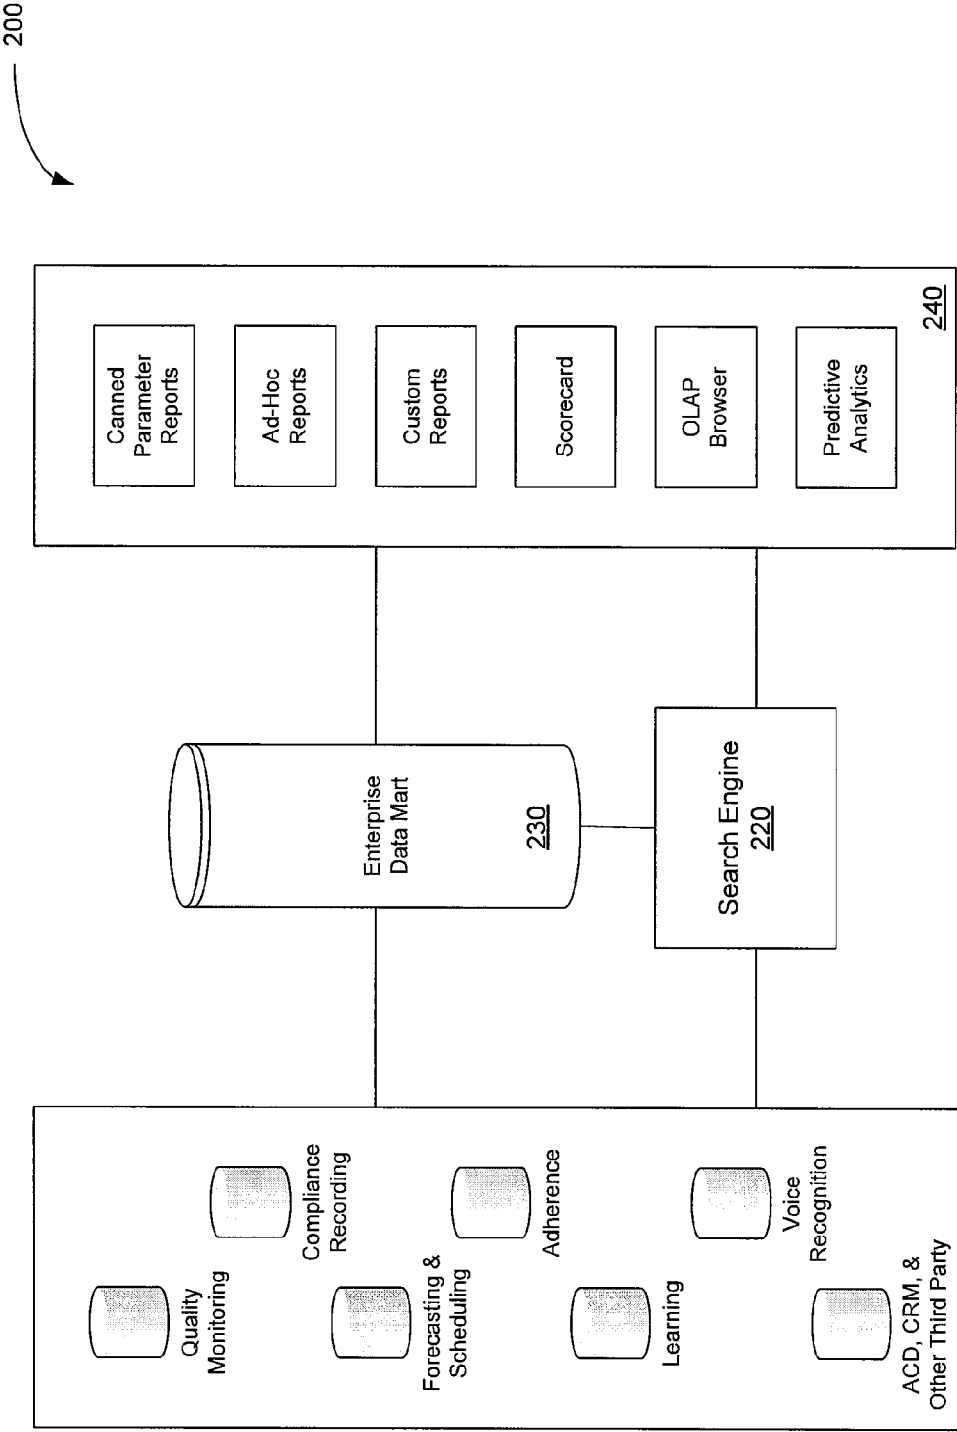 200
Quality
Monitoring
Compliance
Recording
Forecasting &
Scheduling
Adherence
Learning
Voice
Recognition
ACD, CRM, &
Other Third Party
Enterprise
Data Mart
230
Search Engine
220
Canned
Parameter
Reports
Ad-Hoc
Reports
Custom
Reports
Scorecard
OLAP
Browser
Predictive
Analytics
240